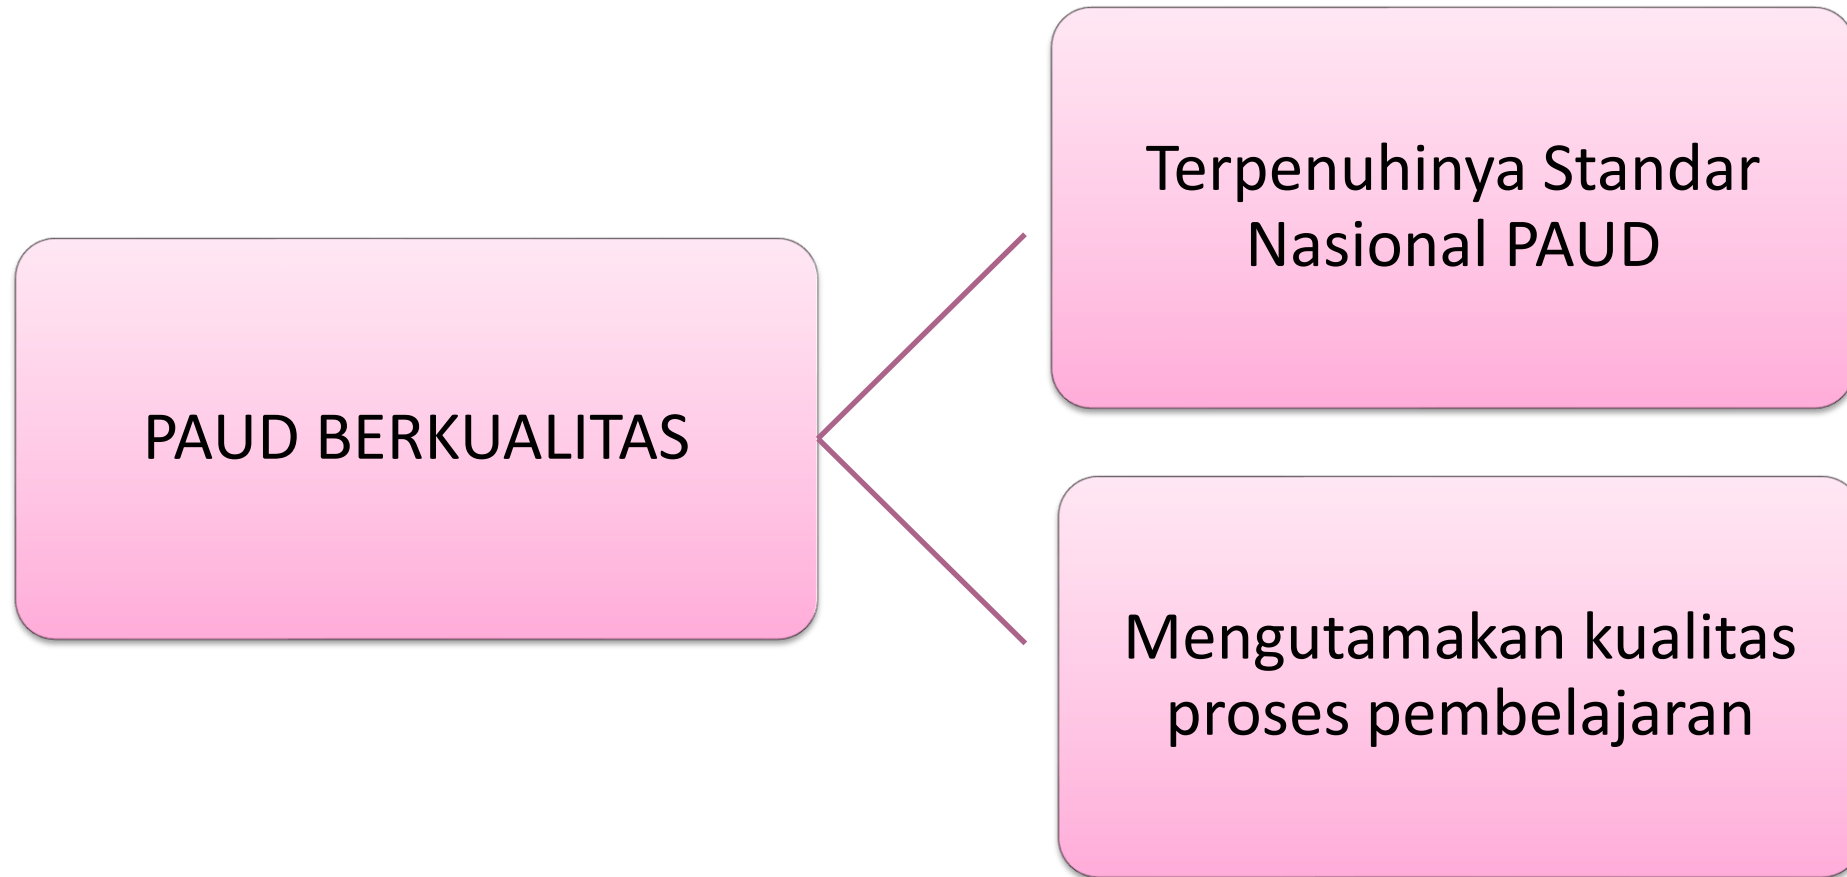 PAUD BERKUALITAS
Terpenuhinya Standar
Nasional PAUD
Mengutamakan kualitas
proses pembelajaran